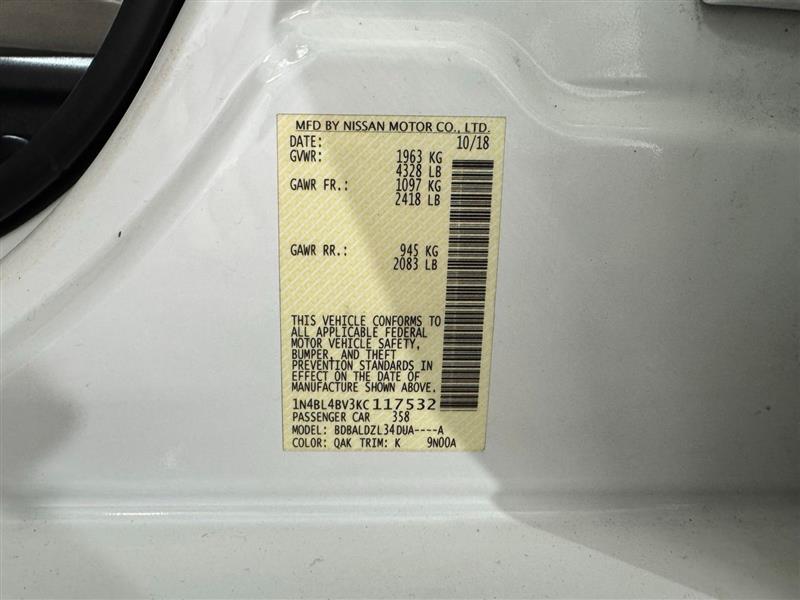 MFD BY NISSAN MOTOR CO., LTD.
DATE: 10/18
GVWR: 1963 KG
4328 LB
GAWR FR.: 1097 KG
2418 LB
GAWR RR.: 945 KG
2083 LB
THIS VEHICLE CONFORMS TO
ALL APPLICABLE FEDERAL
MOTOR VEHICLE SAFETY,
BUMPER, AND THEFT
PREVENTION STANDARDS IN
EFFECT ON THE DATE OF
MANUFACTURE SHOWN ABOVE.
1N4BL4BV3KC117532
PASSENGER CAR 358
MODEL: BDBALDZL34DUA----A
COLOR: QAK TRIM: K 9N00A